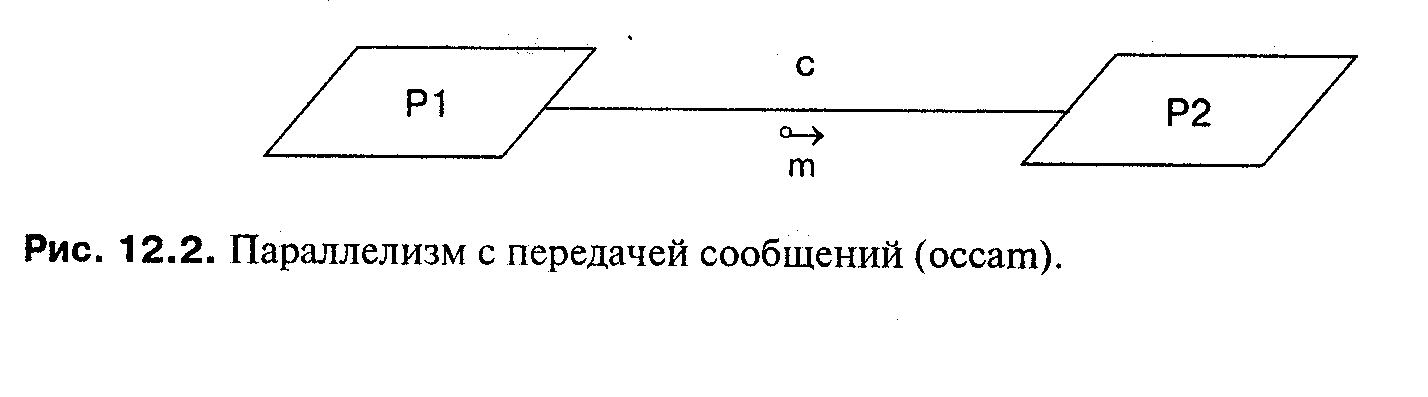 c
P1
P2
m
Рис. 12.2. Параллелизм с передачей сообщений (occam).